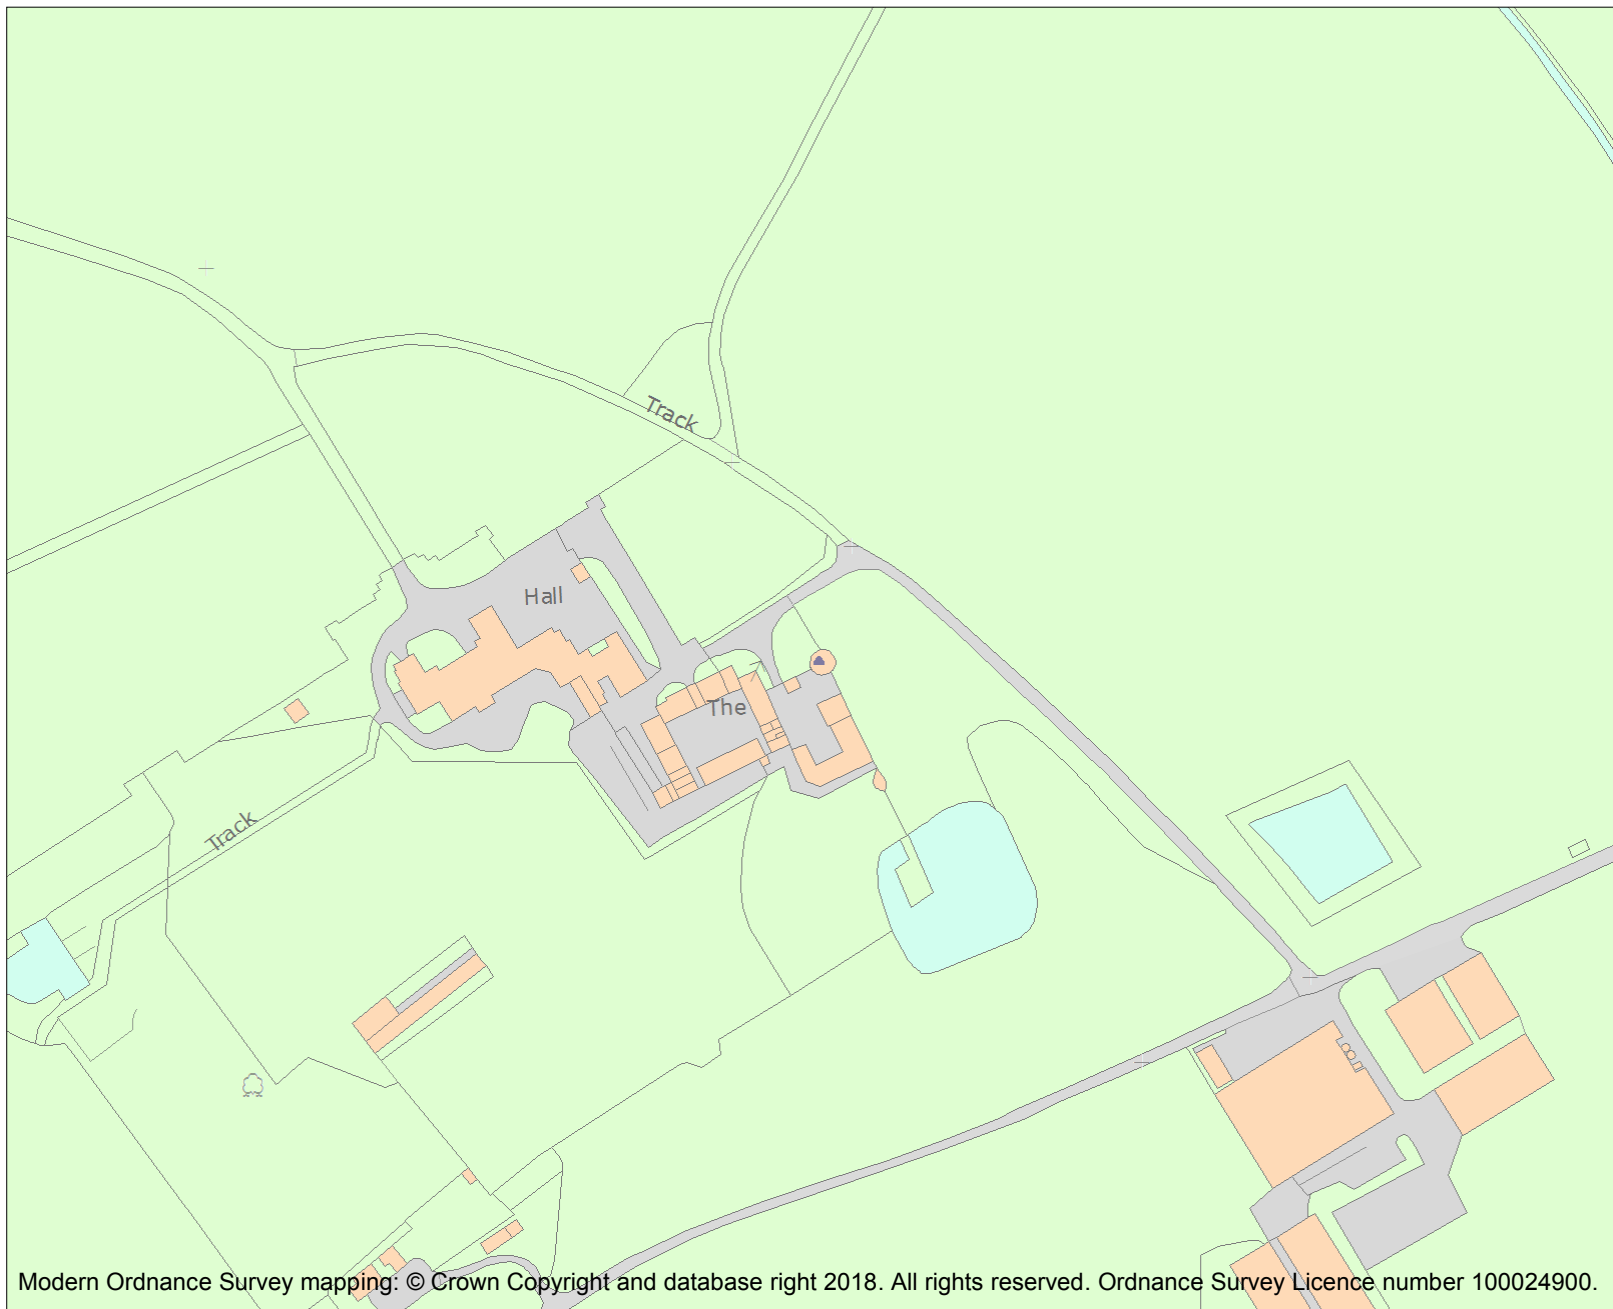 Track
Hall
The
Track
Modern Ordnance Survey mapping: © Crown Copyright and database right 2018. All rights reserved. Ordnance Survey Licence number 100024900.